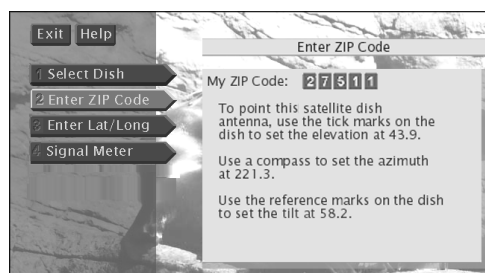 Exit Help
Enter ZIP Code
1 Select Dish
2 Enter ZIP Code
3 Enter Lat/Long
4 Signal Meter
My ZIP Code: 27511
To point this satellite dish
antenna, use the tick marks on the
dish to set the elevation at 43.9.
Use a compass to set the azimuth
at 221.3.
Use the reference marks on the dish
to set the tilt at 58.2.